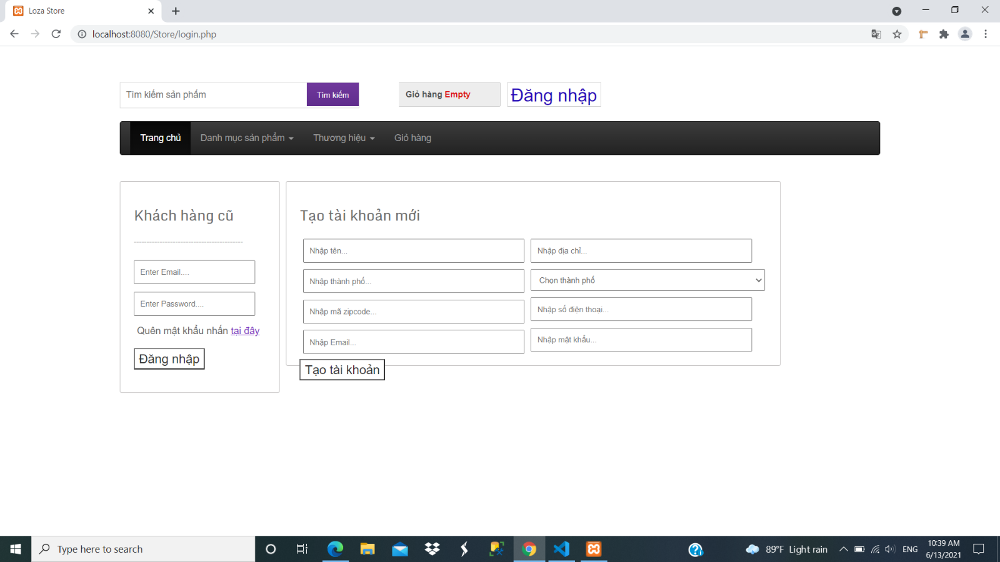 Loza Store
localhost:8080/Store/login.php
Tìm kiếm sản phẩm
Tìm kiếm
Giỏ hàng Empty
Đăng nhập
Trang chủ
Danh mục sản phẩm
Thương hiệu
Giỏ hàng
Khách hàng cũ
------------------------------------------
Enter Email....
Enter Password....
Quên mật khẩu nhấn tại đây
Đăng nhập
Tạo tài khoản mới
Nhập tên...
Nhập địa chỉ...
Nhập thành phố...
Chọn thành phố
Nhập mã zipcode...
Nhập số điện thoại...
Nhập Email...
Nhập mật khẩu...
Tạo tài khoản
Type here to search
89°F Light rain
ENG
10:39 AM
6/13/2021